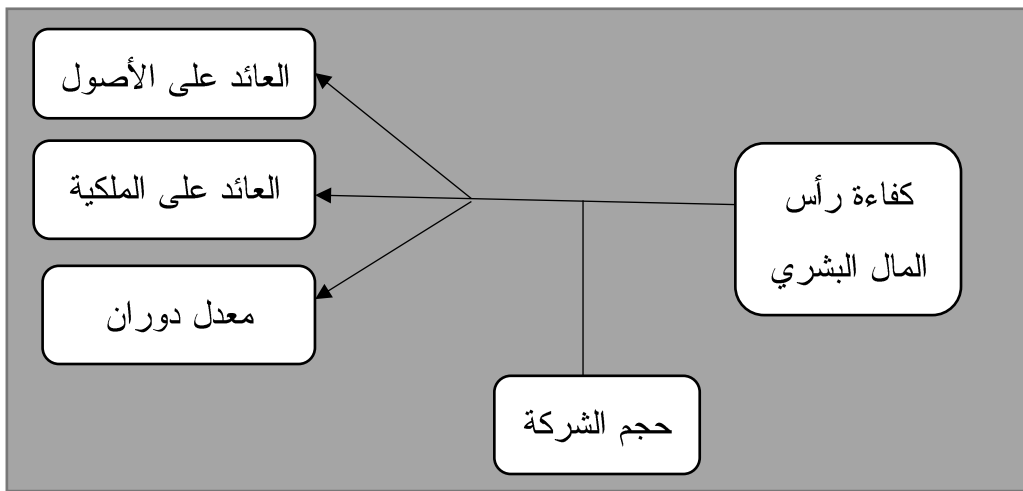 العائد على الأصول
العائد على الملكية
معدل دوران
كفاءة رأس
المال البشري
حجم الشركة